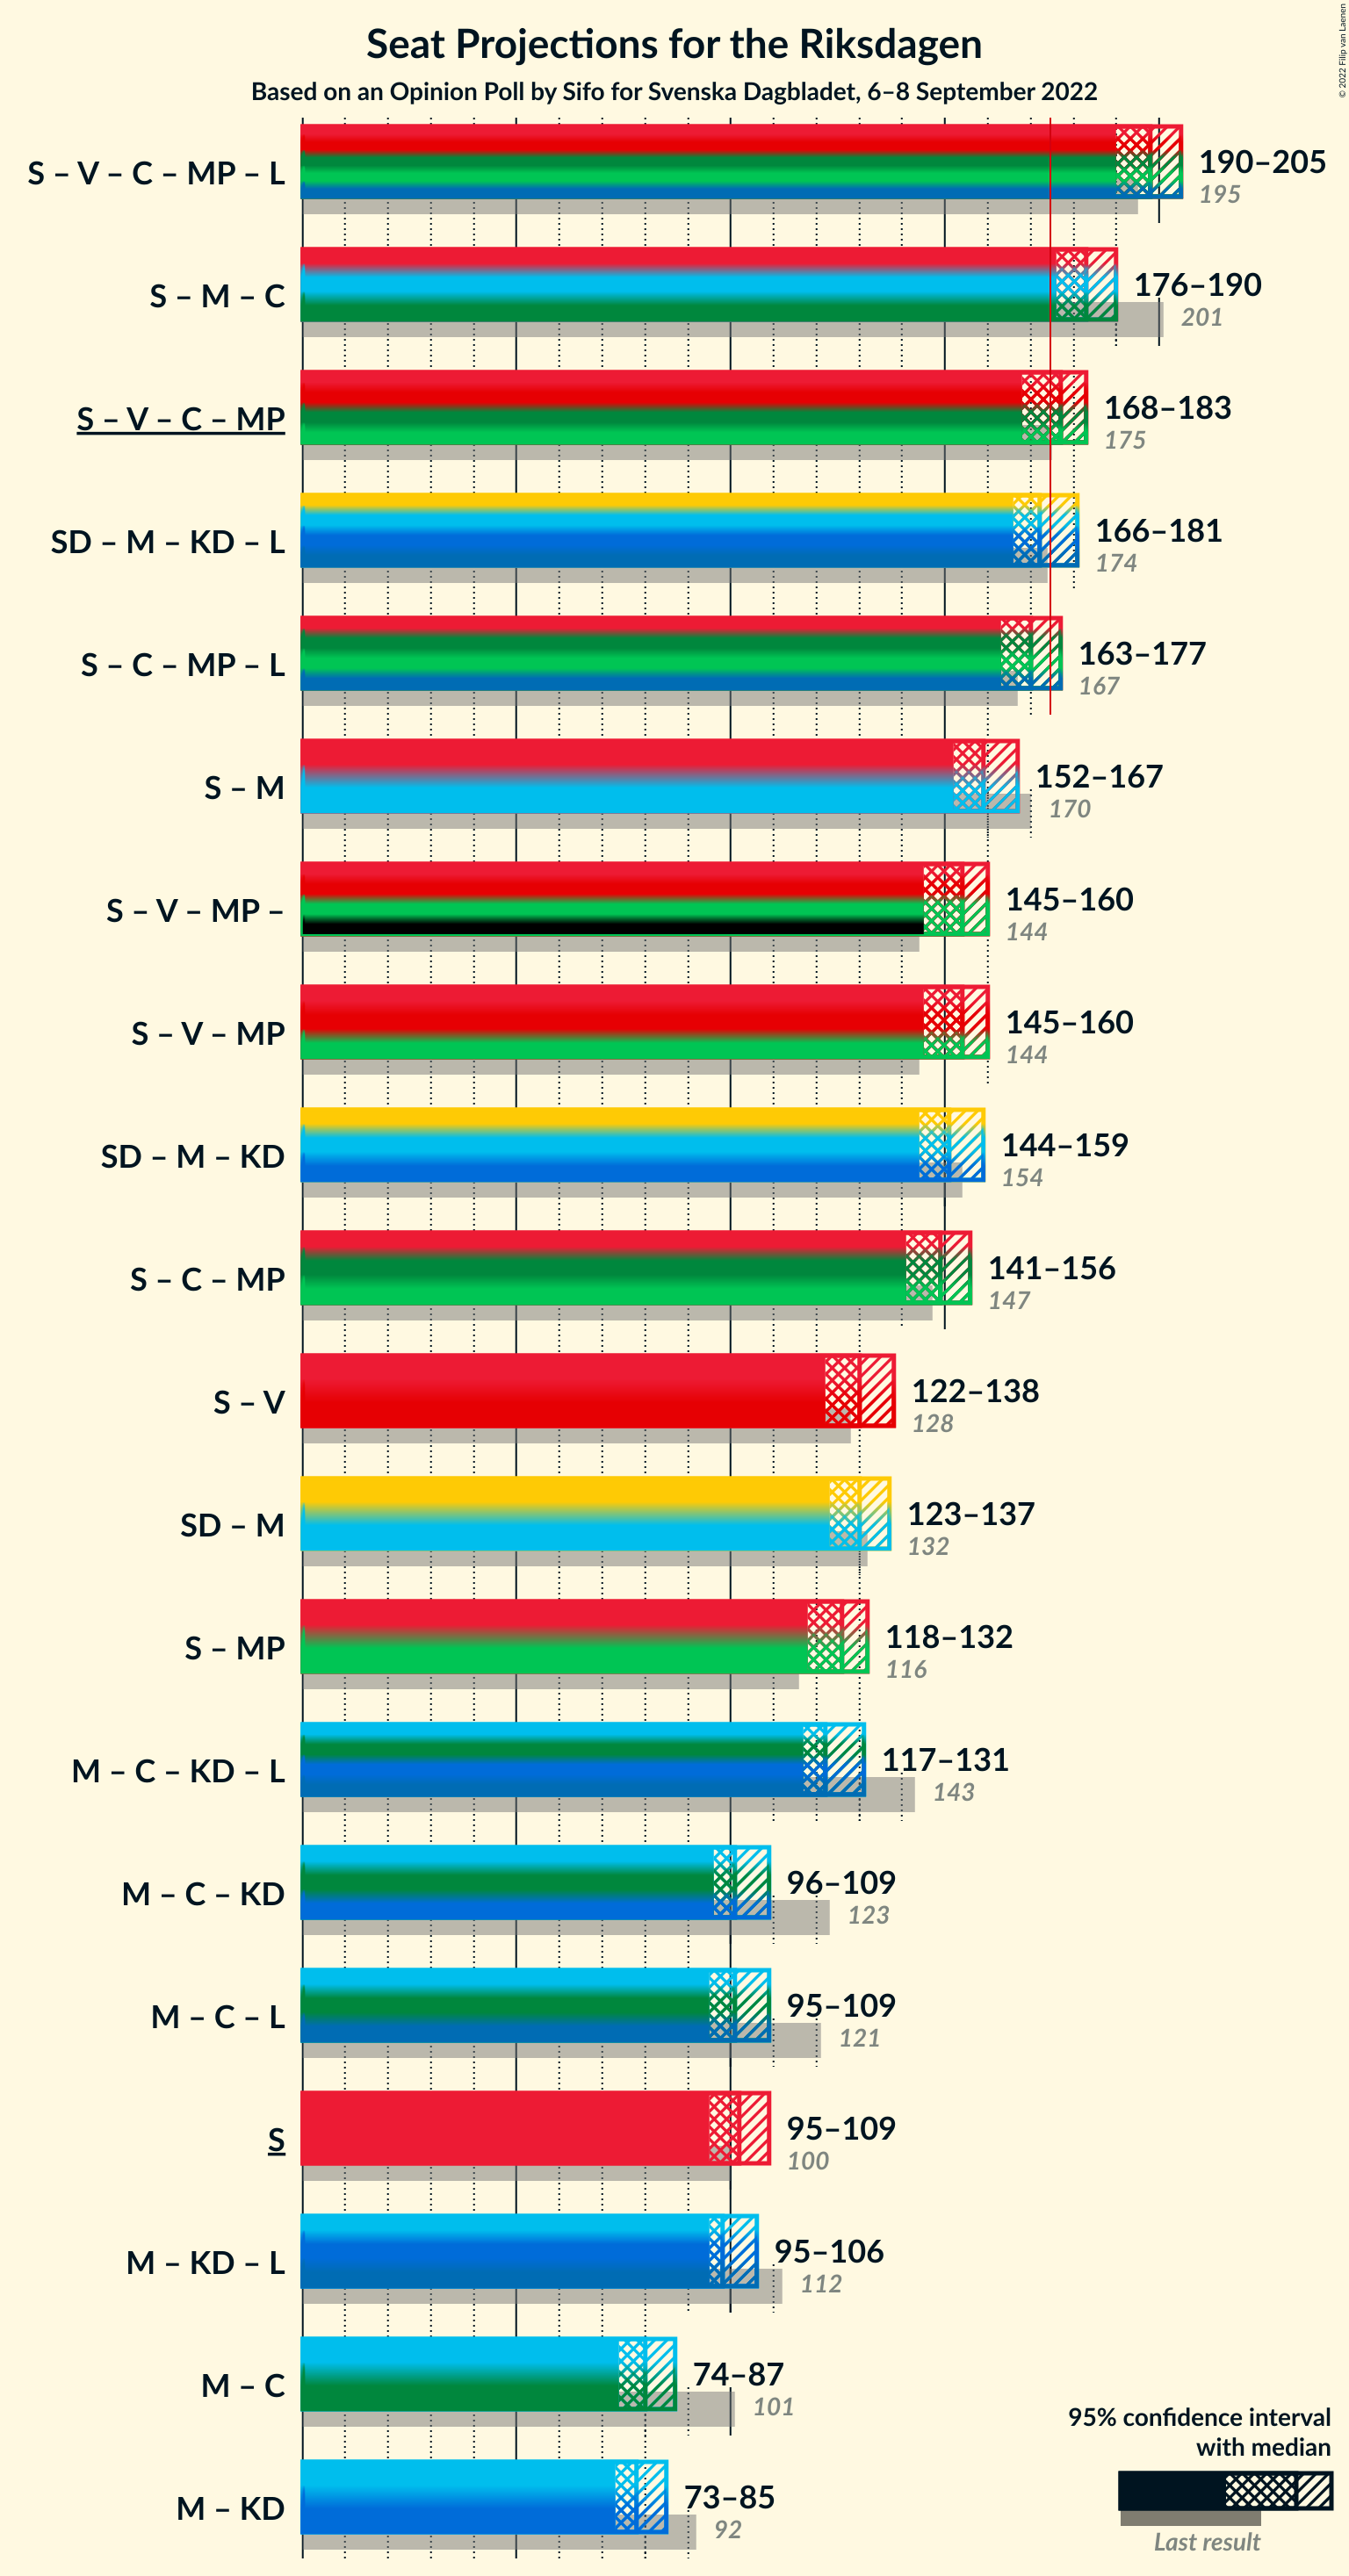 Seat Projections for the Riksdagen
Based on an Opinion Poll by Sifo for Svenska Dagbladet, 6–8 September 2022
© 2022 Filip van Laenen
S – V – C – MP – L
190–205
195
S – M – C
176–190
201
S – V – C – MP
168–183
175
SD – M – KD – L
166–181
174
S – C – MP – L
163–177
167
S – M
152–167
170
S – V – MP –
145–160
144
S – V – MP
145–160
144
SD – M – KD
144–159
154
S – C – MP
141–156
147
S – V
122–138
128
SD – M
123–137
132
S – MP
118–132
116
M – C – KD – L
117–131
143
M – C – KD
96–109
123
M – C – L
95–109
121
S
95–109
100
M – KD – L
95–106
112
M – C
74–87
101
M – KD
73–85
92
95% confidence interval
with median
Last result